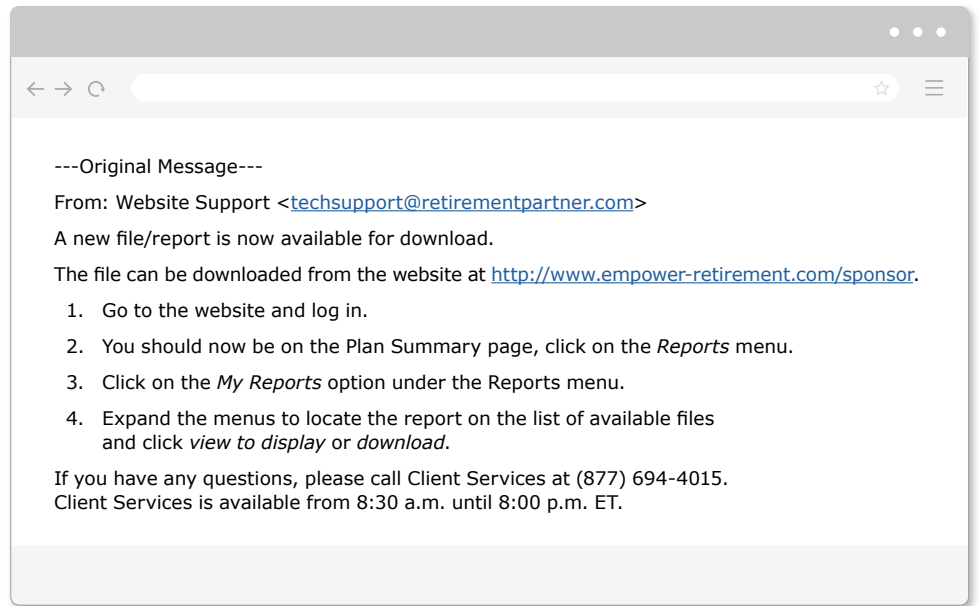 ---Original Message---
From: Website Support <techsupport@retirementpartner.com>
A new file/report is now available for download.
The file can be downloaded from the website at http://www.empower-retirement.com/sponsor.
1. Go to the website and log in.
2. You should now be on the Plan Summary page, click on the Reports menu.
3. Click on the My Reports option under the Reports menu.
4. Expand the menus to locate the report on the list of available files
and click view to display or download.
If you have any questions, please call Client Services at (877) 694-4015.
Client Services is available from 8:30 a.m. until 8:00 p.m. ET.